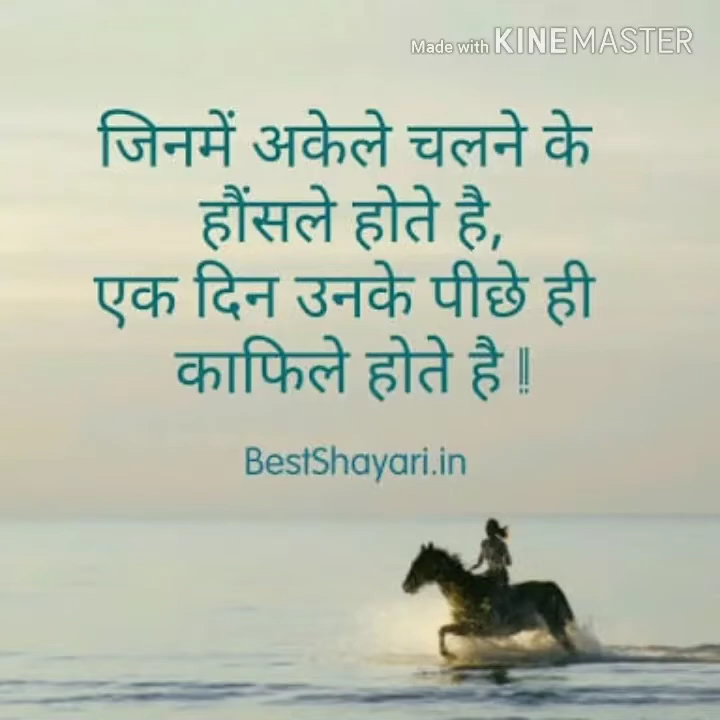 Made with KINEMASTER
जिनमें अकेले चलने के
हौंसले होते है,
एक दिन उनके पीछे ही
काफिले होते है !!
BestShayari.in